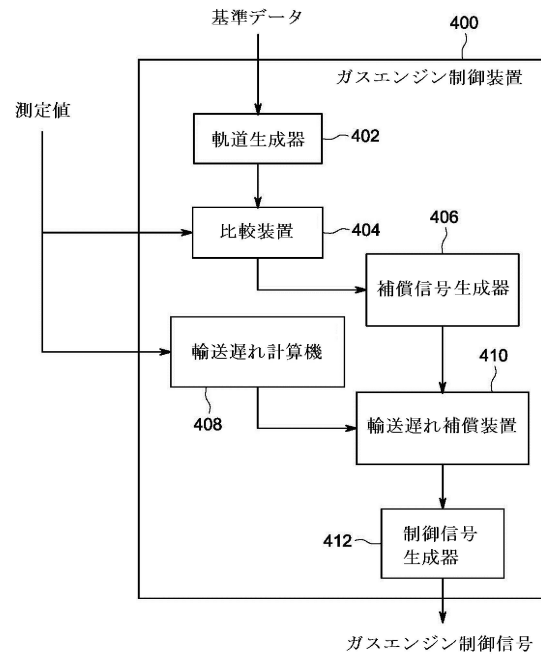 基準データ
400
ガスエンジン制御装置
測定値
軌道生成器
402
比較装置
404
406
補償信号生成器
輸送遅れ計算機
408
410
輸送遅れ補償装置
412
制御信号
生成器
ガスエンジン制御信号